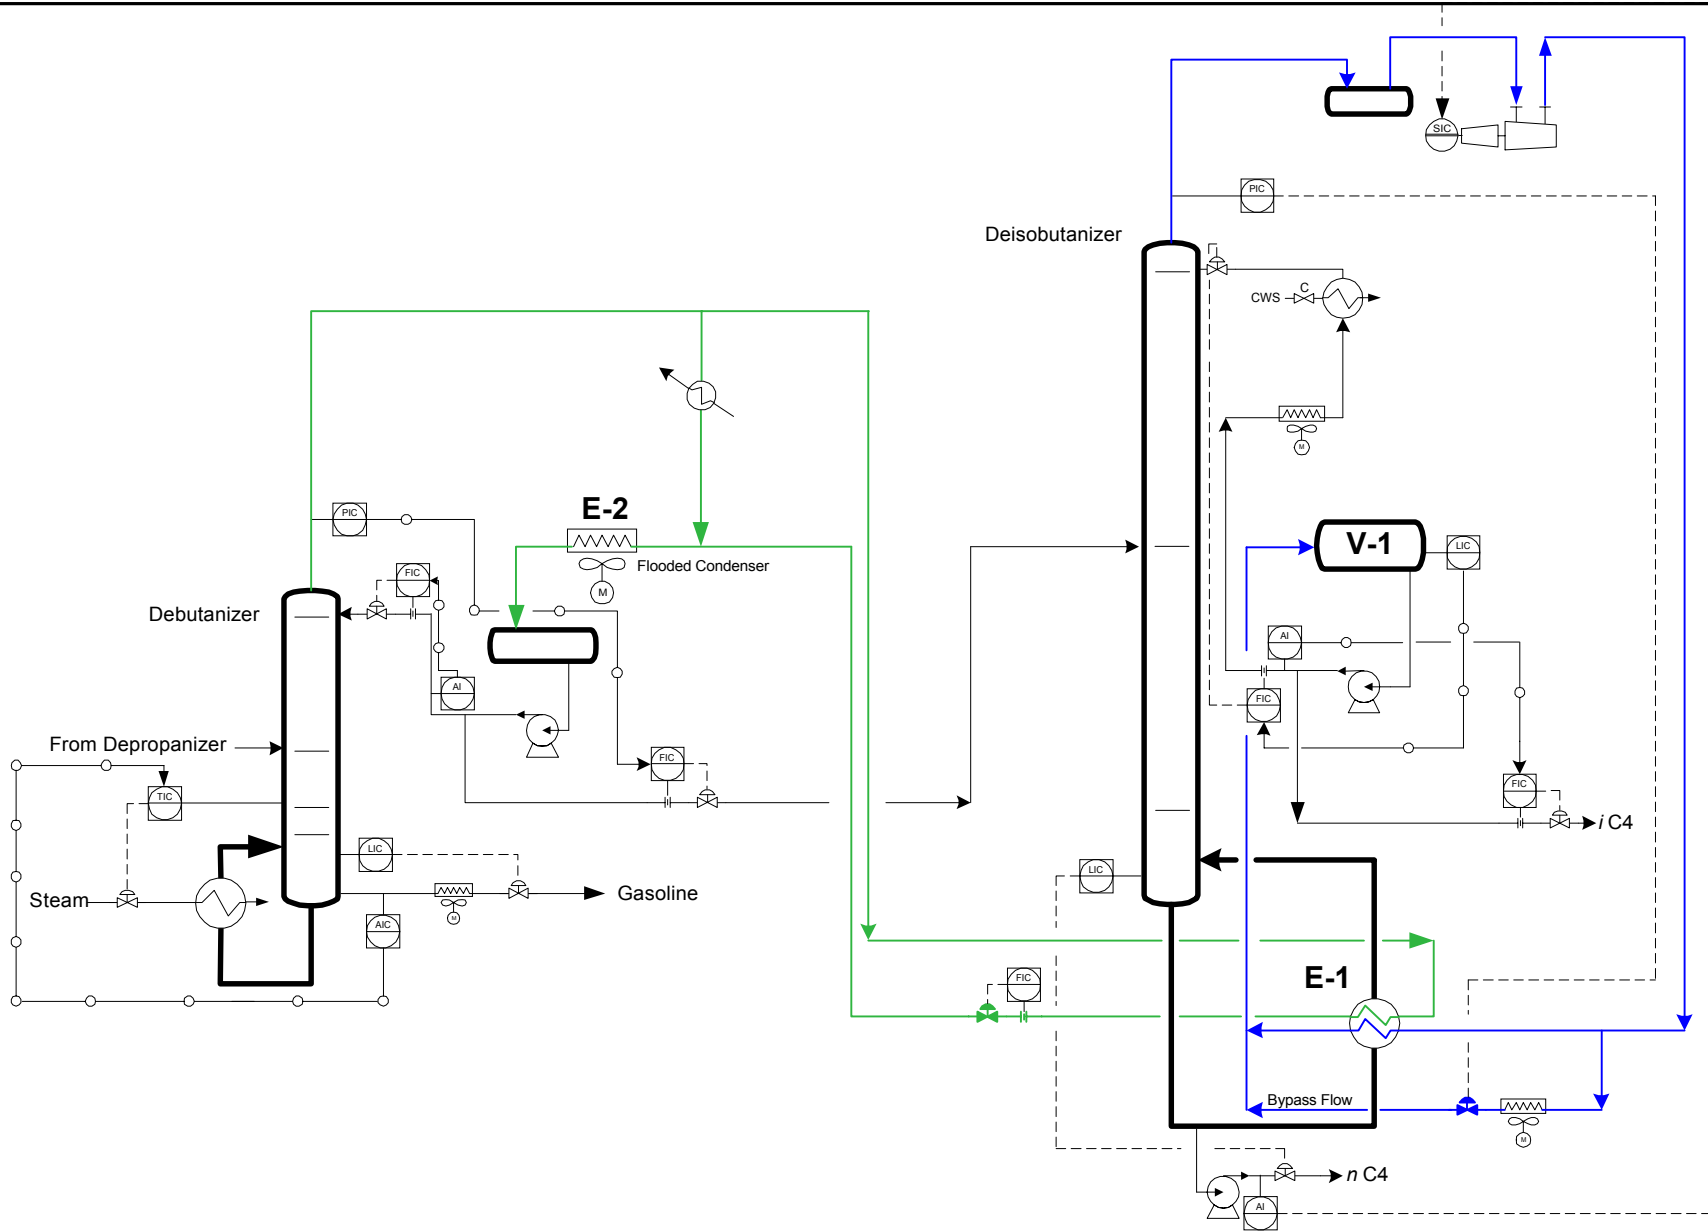 SIC
PIC
Deisobutanizer
C
CWS
M
E-2
PIC
V-1
LIC
Flooded Condenser
FIC
M
Debutanizer
AI
AI
FIC
From Depropanizer
FIC
TIC
FIC
i C4
LIC
LIC
Steam
Gasoline
M
AIC
E-1
FIC
Bypass Flow
M
n C4
AI